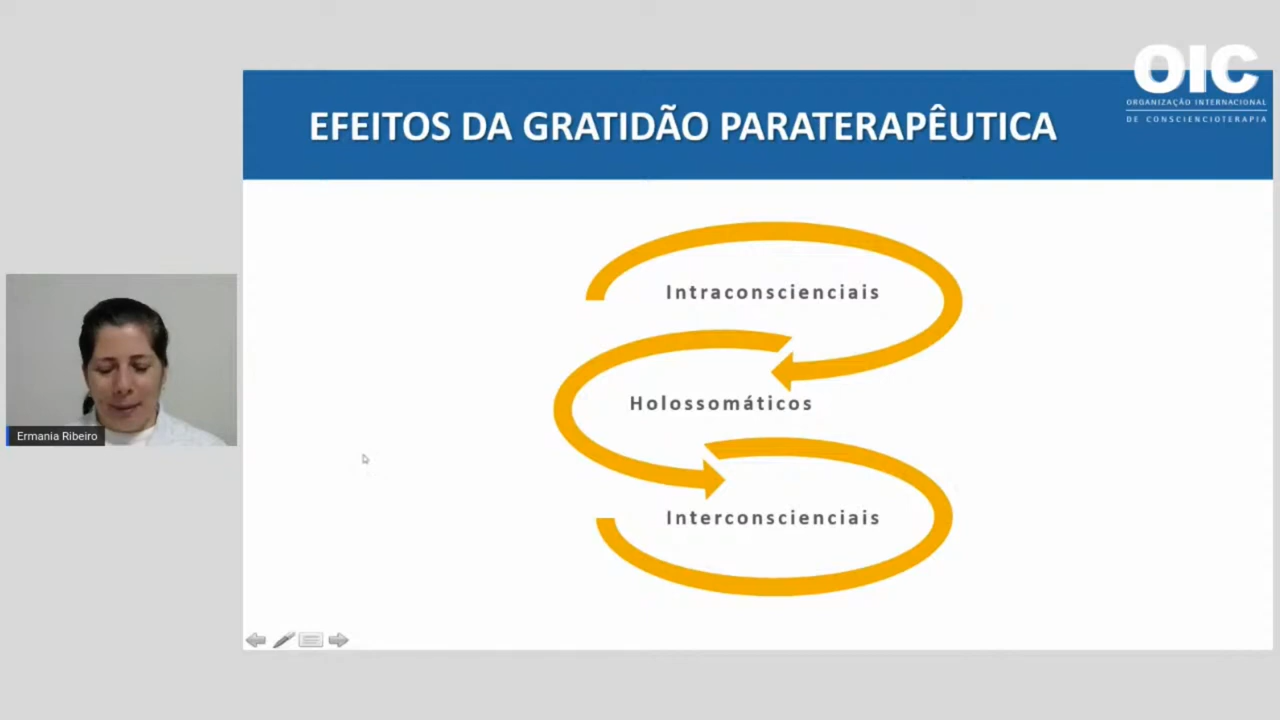 OIC
ORGANIZAÇÃO INTERNACIONAL
DE CONSCIENCIOTERAPIA
EFEITOS DA GRATIDÃO PARATERAPÊUTICA
Intraconscienciais
Holossomáticos
Interconscienciais
Ermania Ribeiro